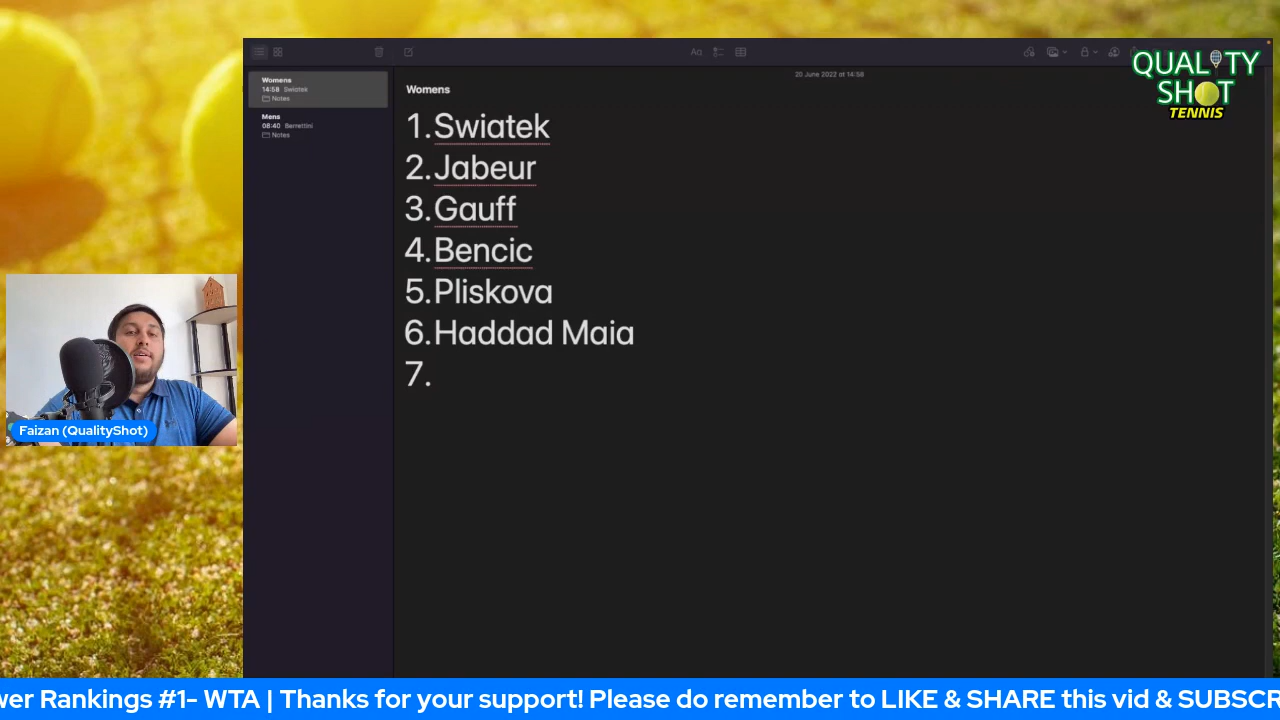 Womens
14:58 Swiatek
Notes
Mens
08:40 Berrettini
Notes
Aa
20 June 2022 at 14:58
Womens
1. Swiatek
2. Jabeur
3. Gauff
4. Bencic
5. Pliskova
6. Haddad Maia
7.
QUALITY
SHOT
TENNIS
Faizan (QualityShot)
wer Rankings #1- WTA | Thanks for your support! Please do remember to LIKE & SHARE this vid & SUBSCR